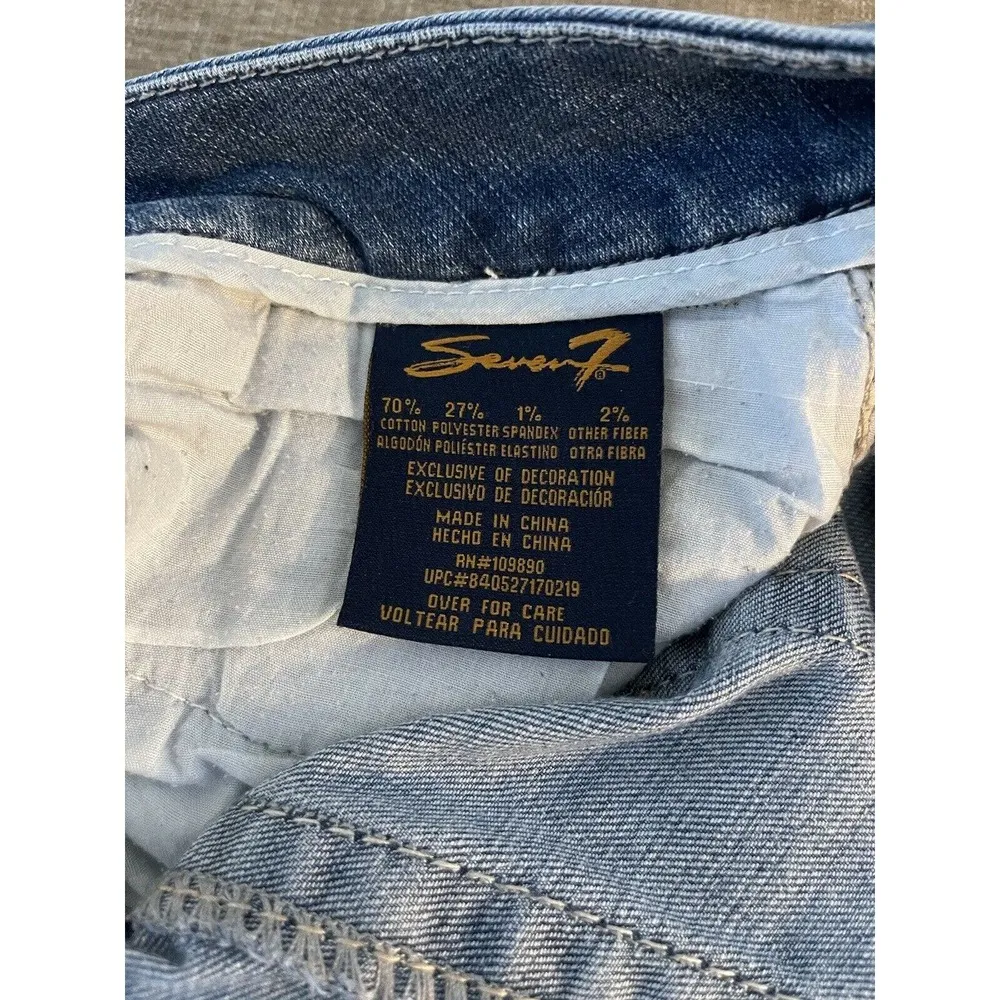 Seven7®
70% 27% 1% 2%
COTTON POLYESTER SPANDEX OTHER FIBER
ALGODÓN POLIÉSTER ELASTINO OTRA FIBRA
EXCLUSIVE OF DECORATION
EXCLUSIVO DE DECORACIÓR
MADE IN CHINA
HECHO EN CHINA
RN#109890
UPC#840527170219
OVER FOR CARE
VOLTEAR PARA CUIDADO